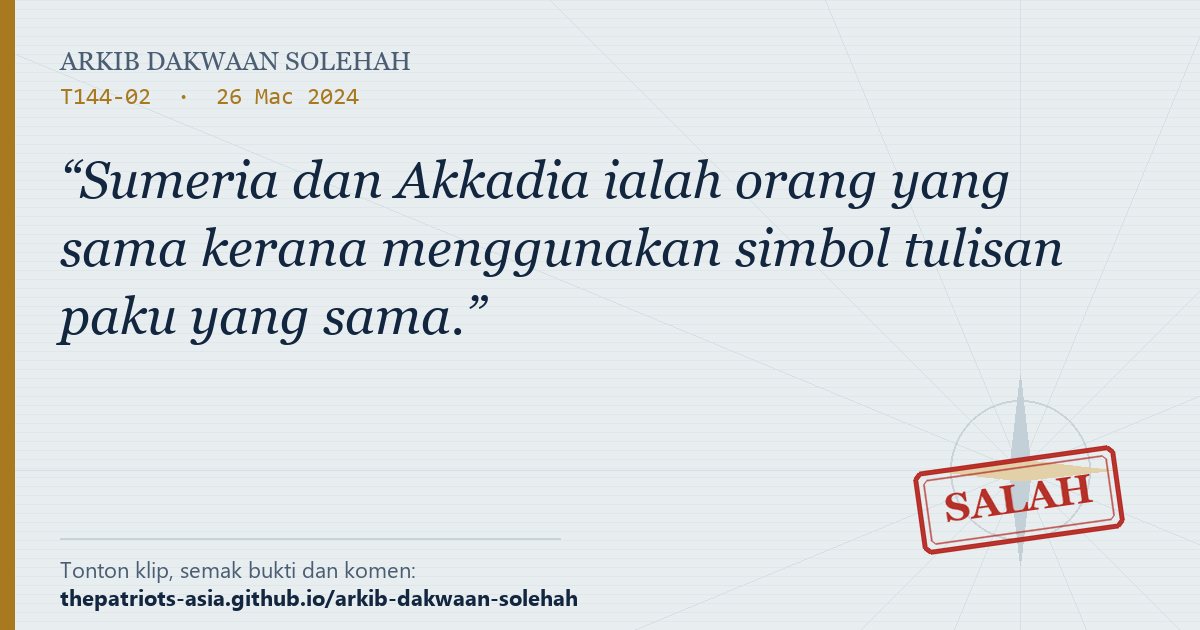 ARKIB DAKWAAN SOLEHAH
T144-02 · 26 Mac 2024
“Sumeria dan Akkadia ialah orang yang
sama kerana menggunakan simbol tulisan
paku yang sama.”
SALAH
Tonton klip, semak bukti dan komen:
thepatriots-asia.github.io/arkib-dakwaan-solehah